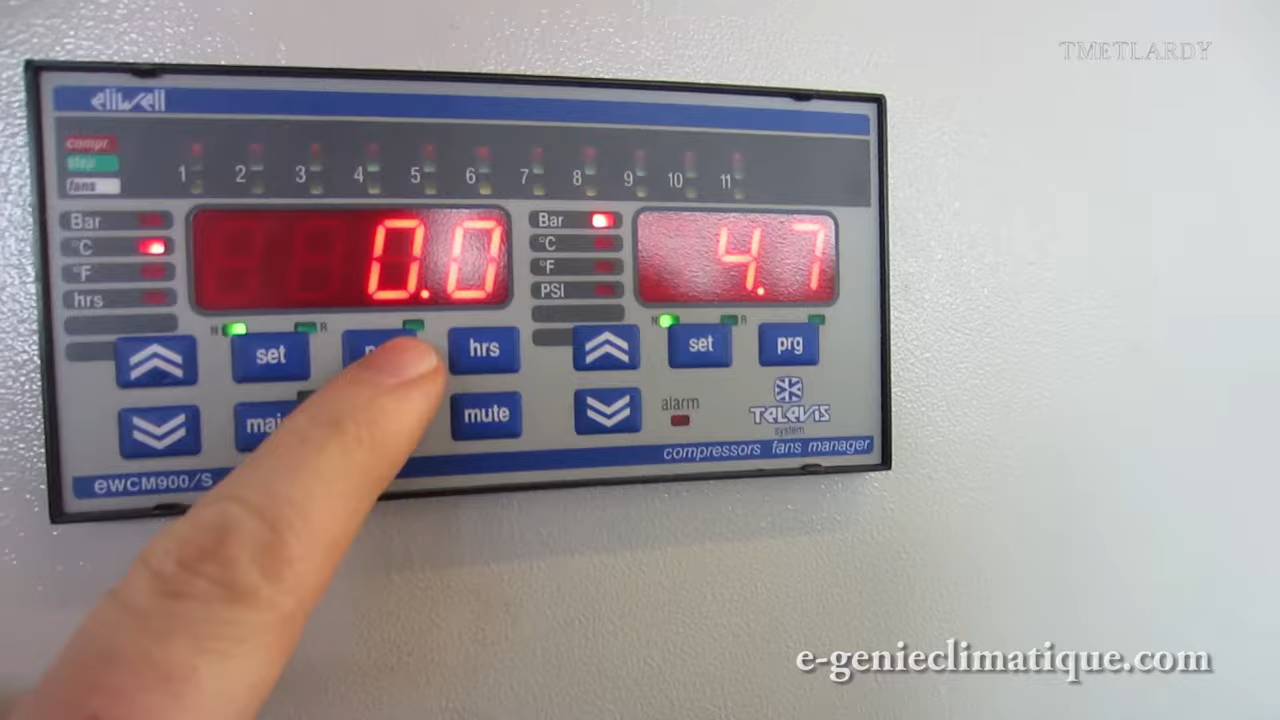 TMETLARDY
eliwell
compr.
step
fans
1 2 3 4 5 6 7 8 9 10 11
Bar
°C
°F
hrs
0.0
Bar
°C
°F
PSI
4.7
N R
set
hrs
N R
set
prg
mute
alarm
TELEVIS
system
compressors fans manager
eWCM900/S
e-genieclimatique.com